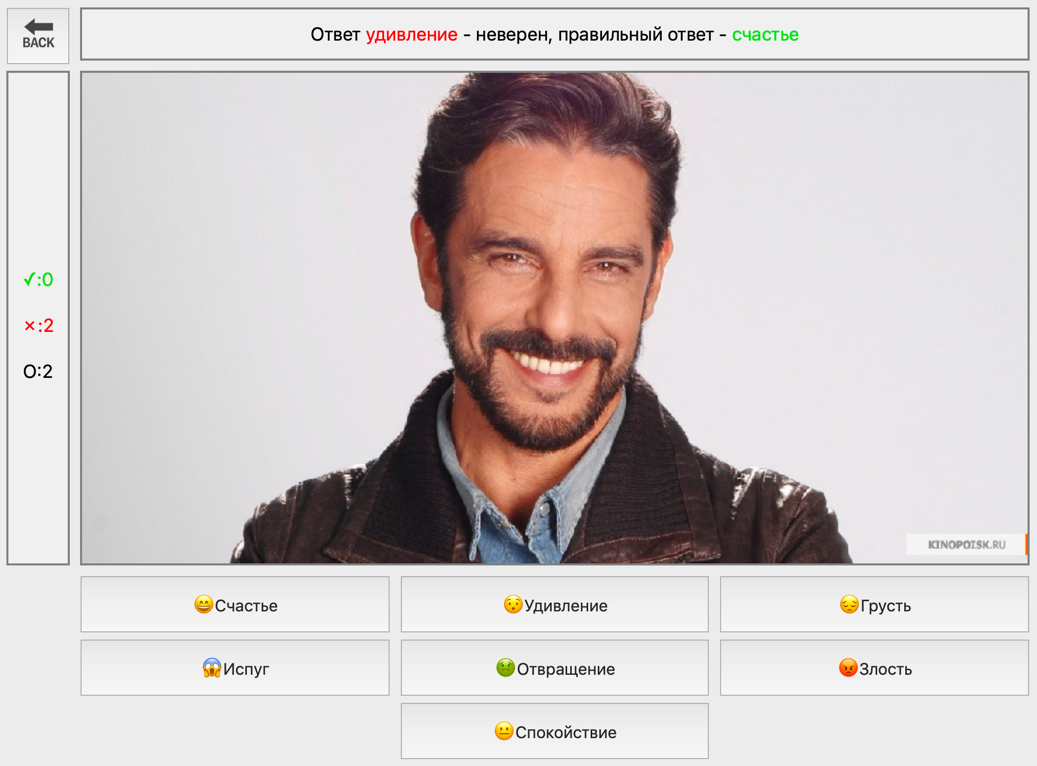 BACK
Ответ удивление - неверен, правильный ответ - счастье
✓:0
×:2
O:2
KINOPOISK.RU
😄Счастье
😯Удивление
😔Грусть
😱Испуг
🤢Отвращение
😡Злость
😐Спокойствие